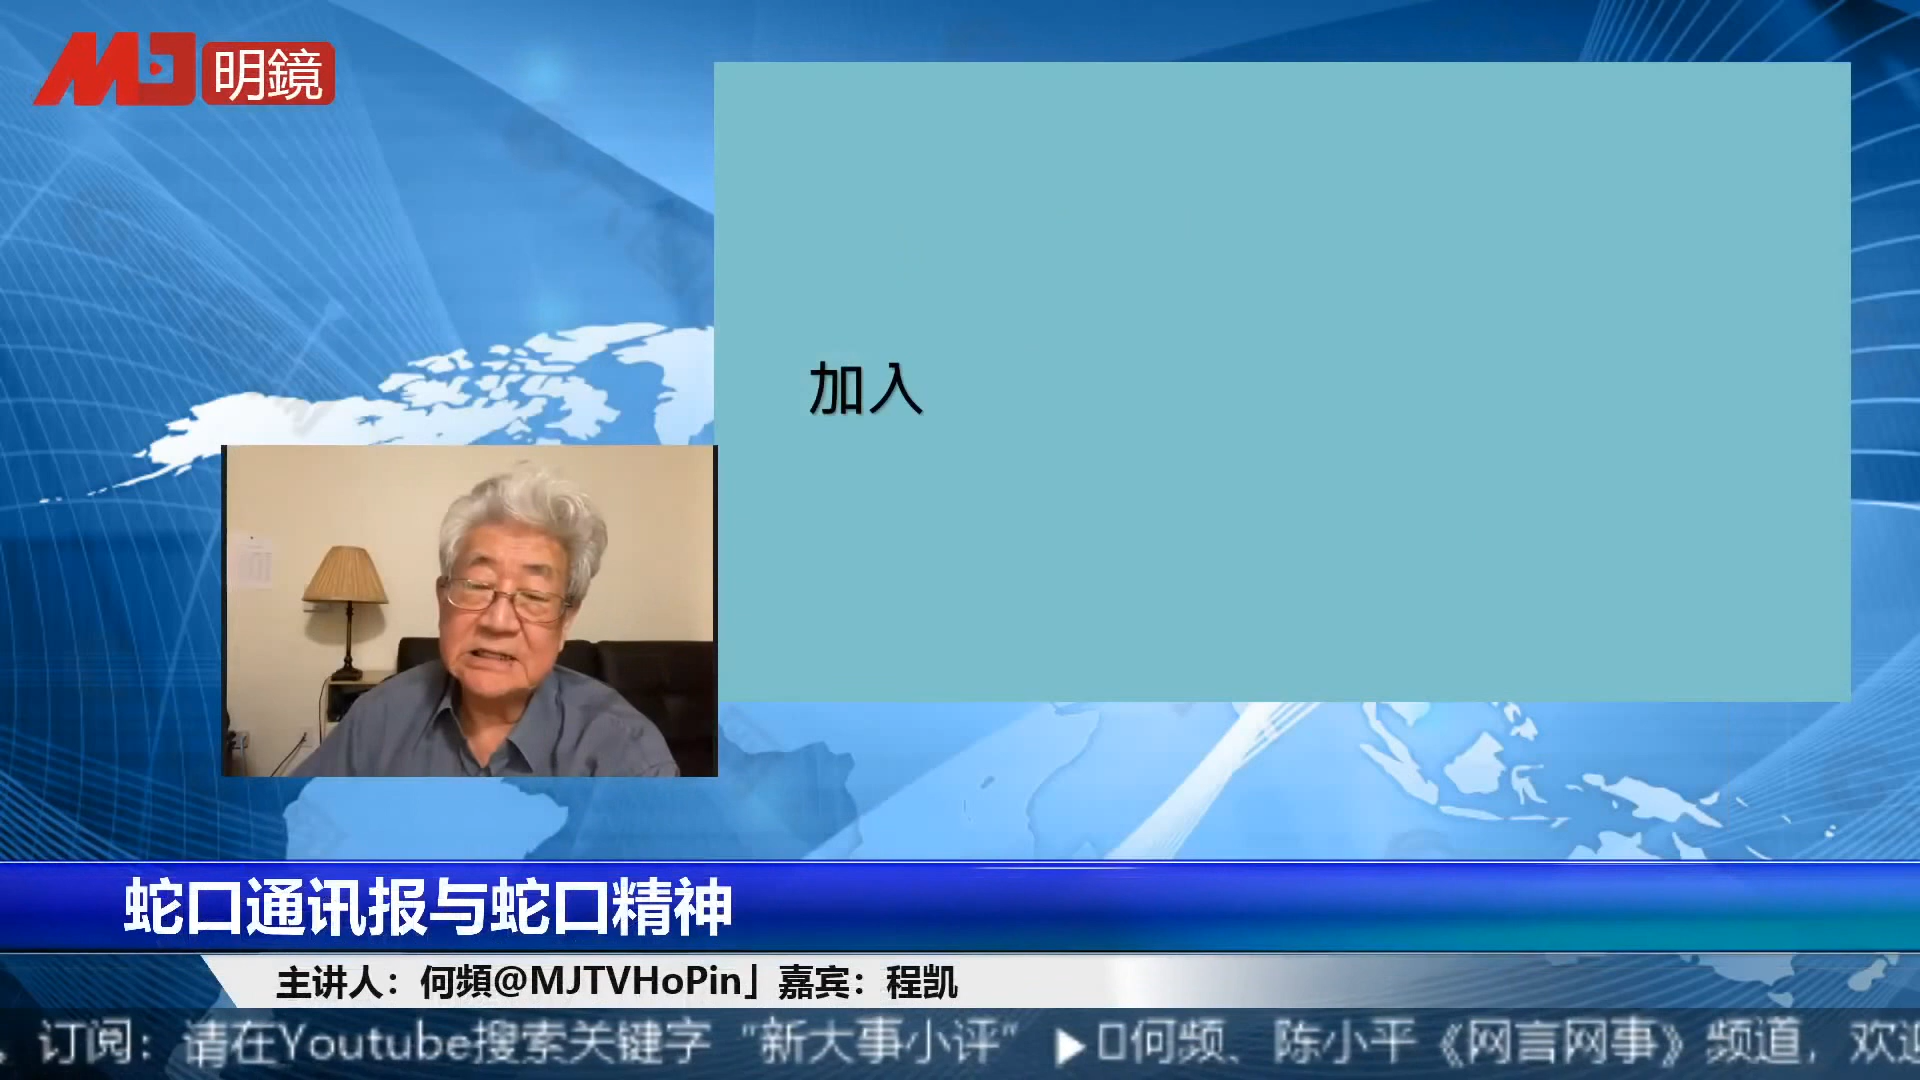 MJ 明鏡
加入
蛇口通讯报与蛇口精神
主讲人：何頻@MJTVHoPin」嘉宾：程凯
订阅：请在Youtube搜索关键字“新大事小评” ▶何频、陈小平《网言网事》频道，欢迎